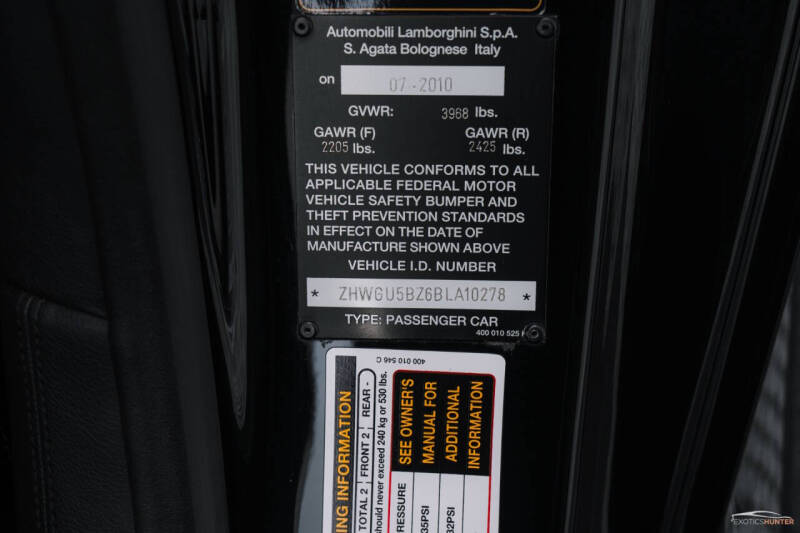 Automobili Lamborghini S.p.A.
S. Agata Bolognese Italy
on 07-2010
GVWR: 3968 lbs.
GAWR (F) GAWR (R)
2205 lbs. 2425 lbs.
THIS VEHICLE CONFORMS TO ALL
APPLICABLE FEDERAL MOTOR
VEHICLE SAFETY BUMPER AND
THEFT PREVENTION STANDARDS
IN EFFECT ON THE DATE OF
MANUFACTURE SHOWN ABOVE
VEHICLE I.D. NUMBER
* ZHWGU5BZ6BLA10278 *
TYPE: PASSENGER CAR
400 010 525
400 010 546 C
INFORMATION
TOTAL 2 FRONT 2 REAR -
should never exceed 240 kg or 530 lbs.
SEE OWNER'S
MANUAL FOR
ADDITIONAL
INFORMATION
35PSI
32PSI
EXOTICSHUNTER